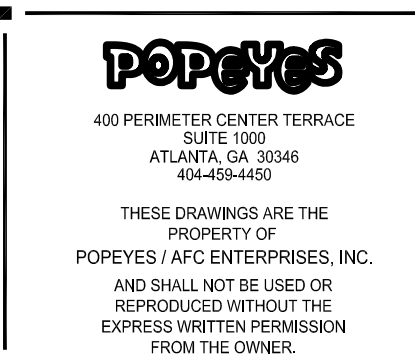 POPEYES
400 PERIMETER CENTER TERRACE
SUITE 1000
ATLANTA, GA 30346
404-459-4450
THESE DRAWINGS ARE THE
PROPERTY OF
POPEYES / AFC ENTERPRISES, INC.
AND SHALL NOT BE USED OR
REPRODUCED WITHOUT THE
EXPRESS WRITTEN PERMISSION
FROM THE OWNER.